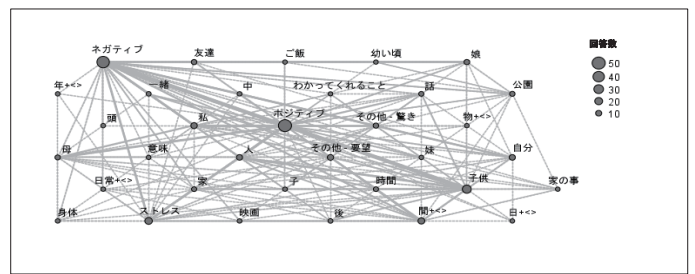 ネガティブ 友達 ご飯 幼い頃 娘
回答数
50
40
30
20
10
年+<> 一緒 中 わかってくれること 話 公園
頭 私 ポジティブ その他 - 驚き 物+<>
母 意味 人 その他 - 要望 妹 自分
日常+<> 家 子 時間 子供 家の事
身体 ストレス 映画 後 間+<> 日+<>